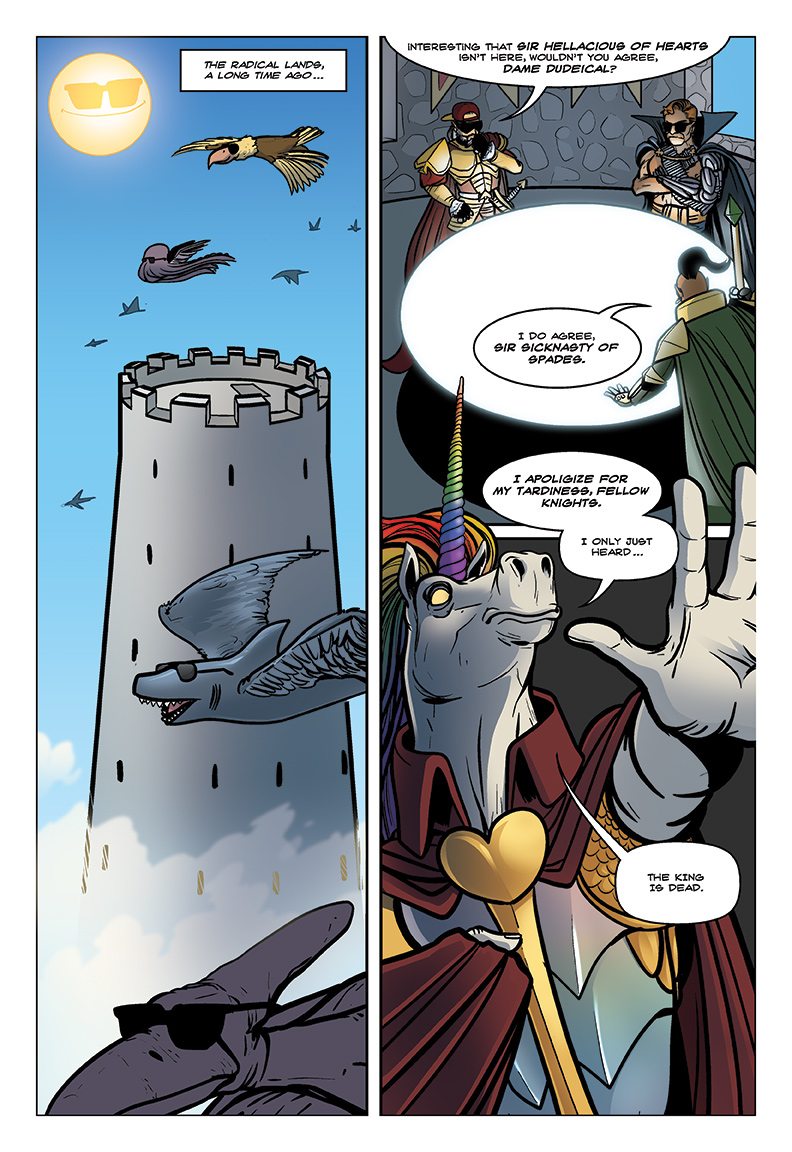 THE RADICAL LANDS,
A LONG TIME AGO...
INTERESTING THAT SIR HELLACIOUS OF HEARTS
ISN'T HERE, WOULDN'T YOU AGREE,
DAME DUDEICAL?
I DO AGREE,
SIR SICKNASTY OF
SPADES.
I APOLIGIZE FOR
MY TARDINESS, FELLOW
KNIGHTS.
I ONLY JUST
HEARD...
THE KING
IS DEAD.